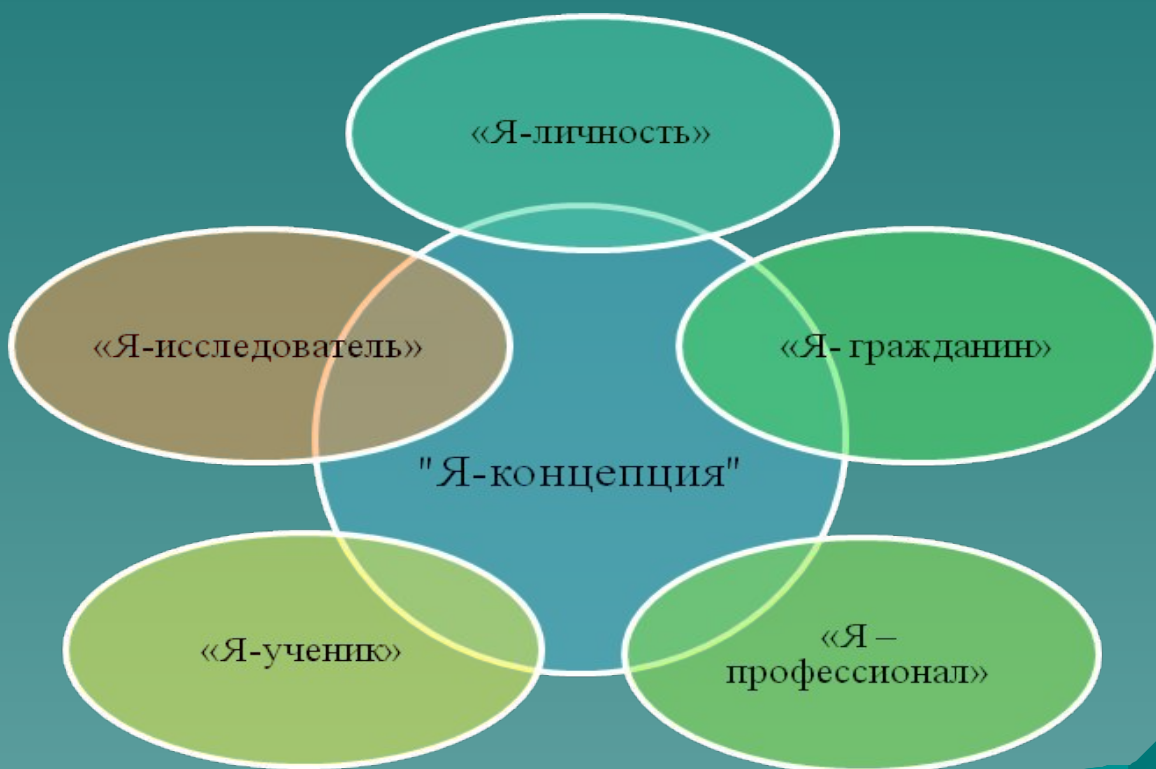 «Я-личность»
«Я-исследователь»
«Я- гражданин»
"Я-концепция"
«Я-ученик»
«Я –
профессионал»